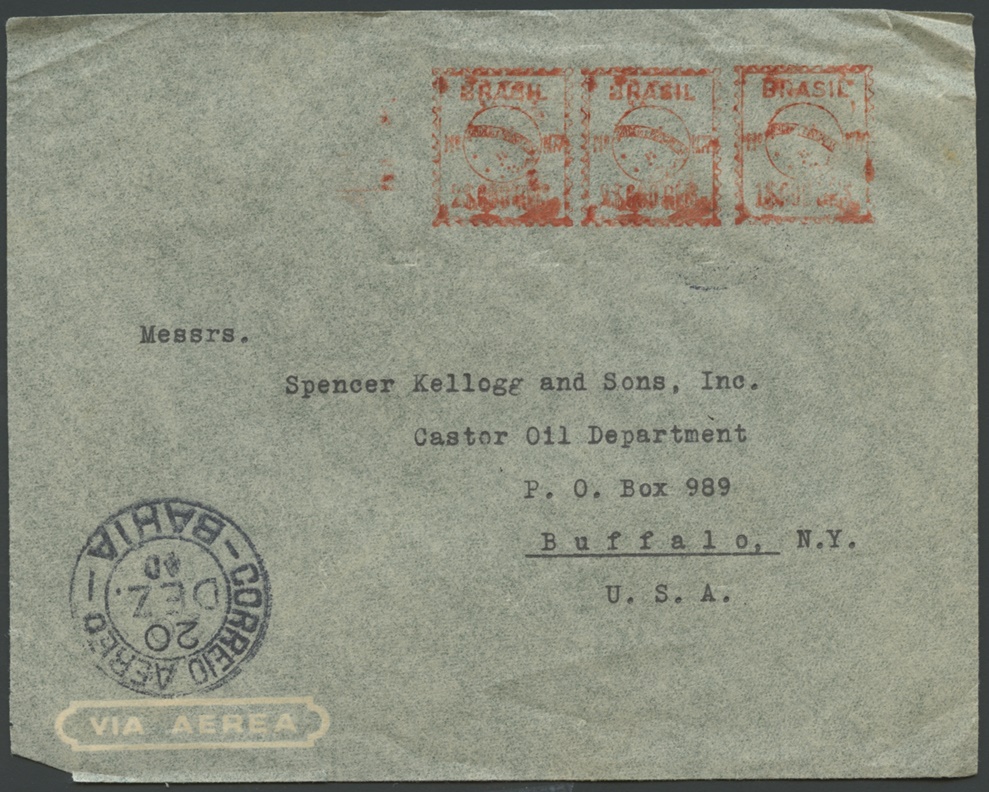 BRASIL BRASIL BRASIL
Messrs.
Spencer Kellogg and Sons, Inc.
Castor Oil Department
P. O. Box 989
Buffalo, N.Y.
U. S. A.
CORREIO AEREO — BAHIA —
20
DEZ.
40
VIA AEREA